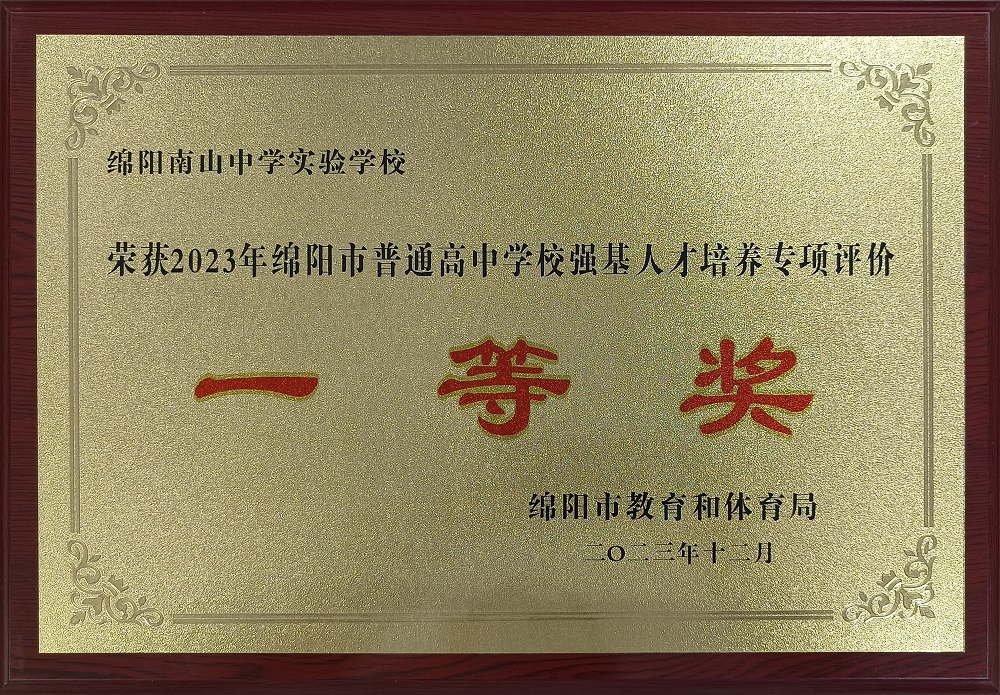 绵阳南山中学实验学校
荣获2023年绵阳市普通高中学校强基人才培养专项评价
一等奖
绵阳市教育和体育局
二〇二三年十二月